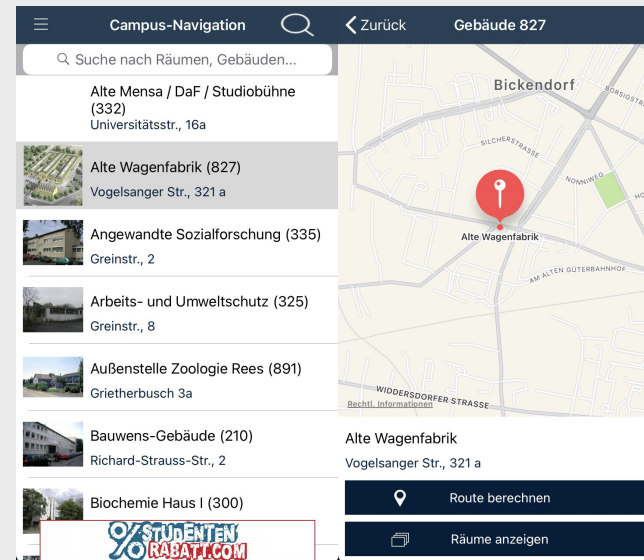 Campus-Navigation
Suche nach Räumen, Gebäuden...
Alte Mensa / DaF / Studiobühne
(332)
Universitätsstr., 16a
Alte Wagenfabrik (827)
Vogelsanger Str., 321 a
Angewandte Sozialforschung (335)
Greinstr., 2
Arbeits- und Umweltschutz (325)
Greinstr., 8
Außenstelle Zoologie Rees (891)
Grietherbusch 3a
Bauwens-Gebäude (210)
Richard-Strauss-Str., 2
Biochemie Haus I (300)
% STUDENTEN
RABATT.COM
Zurück
Gebäude 827
Bickendorf
SILCHERSTRASSE
NONNIWEG
Alte Wagenfabrik
AM ALTEN GÜTERBAHNHOF
WIDDERSDORFER STRASSE
Rechtl. Informationen
Alte Wagenfabrik
Vogelsanger Str., 321 a
Route berechnen
Räume anzeigen